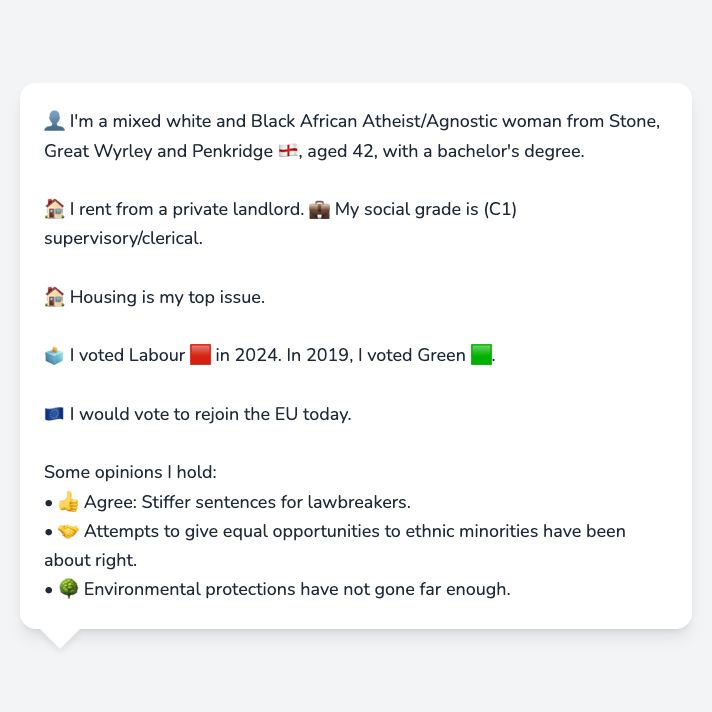 👤 I'm a mixed white and Black African Atheist/Agnostic woman from Stone,
Great Wyrley and Penkridge 🏴󠁧󠁢󠁥󠁮󠁧󠁿, aged 42, with a bachelor's degree.
🏠 I rent from a private landlord. 💼 My social grade is (C1)
supervisory/clerical.
🏠 Housing is my top issue.
🗳️ I voted Labour 🟥 in 2024. In 2019, I voted Green 🟩.
🇪🇺 I would vote to rejoin the EU today.
Some opinions I hold:
• 👍 Agree: Stiffer sentences for lawbreakers.
• 🤝 Attempts to give equal opportunities to ethnic minorities have been
about right.
• 🌳 Environmental protections have not gone far enough.